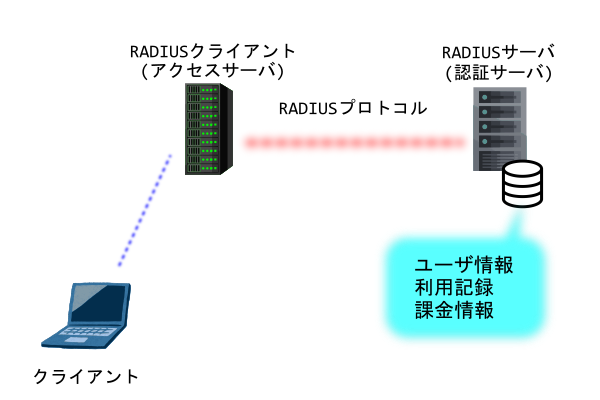 RADIUSクライアント
(アクセスサーバ)
RADIUSサーバ
(認証サーバ)
RADIUSプロトコル
ユーザ情報
利用記録
課金情報
クライアント